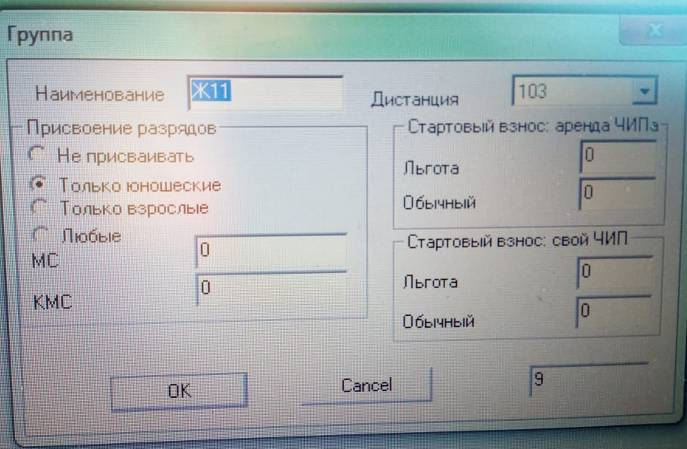 Группа
Наименование Ж11 Дистанция 103
Присвоение разрядов
Не присваивать
Только юношеские
Только взрослые
Любые
МС 0
КМС 0
Стартовый взнос: аренда ЧИПа
Льгота 0
Обычный 0
Стартовый взнос: свой ЧИП
Льгота 0
Обычный 0
OK Cancel 9